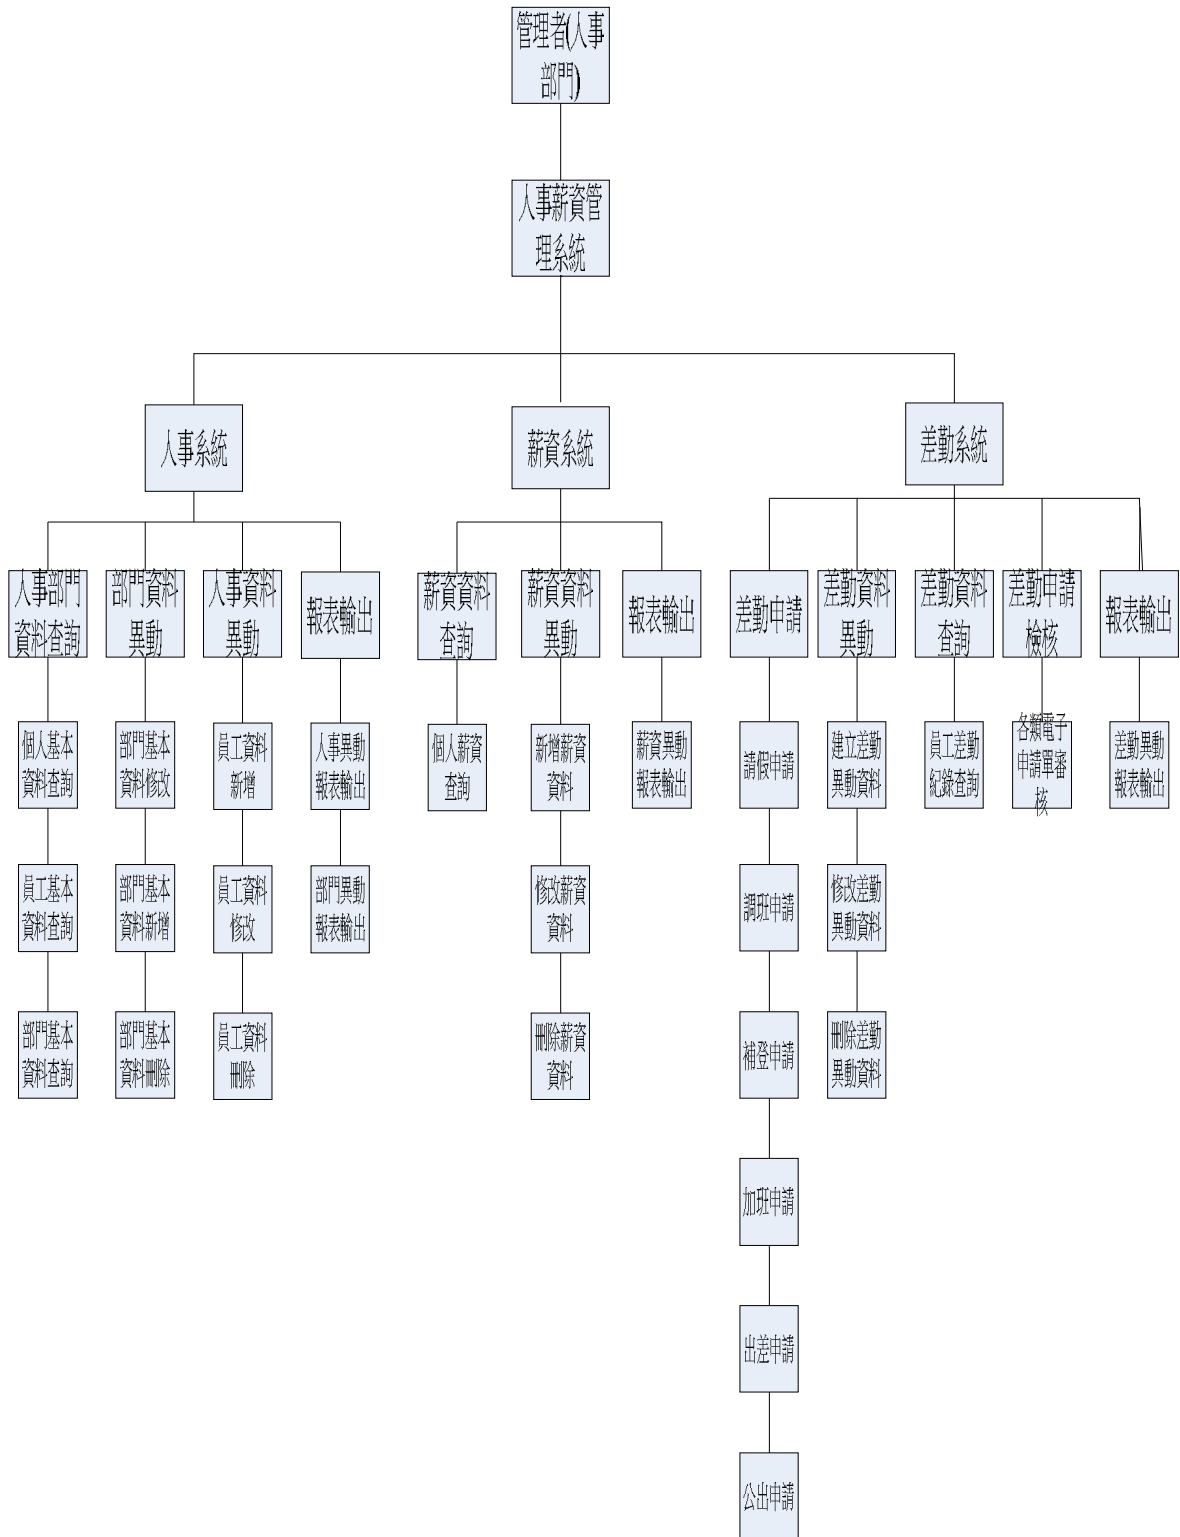 管理者(人事
部門)
人事薪資管
理系統
人事系統
薪資系統
差勤系統
人事部門
資料查詢
部門資料
異動
人事資料
異動
報表輸出
薪資資料
查詢
薪資資料
異動
報表輸出
差勤申請
差勤資料
異動
差勤資料
查詢
差勤申請
檢核
報表輸出
個人基本
資料查詢
部門基本
資料修改
員工資料
新增
人事異動
報表輸出
個人薪資
查詢
新增薪資
資料
薪資異動
報表輸出
請假申請
建立差勤
異動資料
員工差勤
紀錄查詢
各類電子
申請單審
核
差勤異動
報表輸出
員工基本
資料查詢
部門基本
資料新增
員工資料
修改
部門異動
報表輸出
修改薪資
資料
調班申請
修改差勤
異動資料
部門基本
資料查詢
部門基本
資料刪除
員工資料
刪除
刪除薪資
資料
補登申請
刪除差勤
異動資料
加班申請
出差申請
公出申請